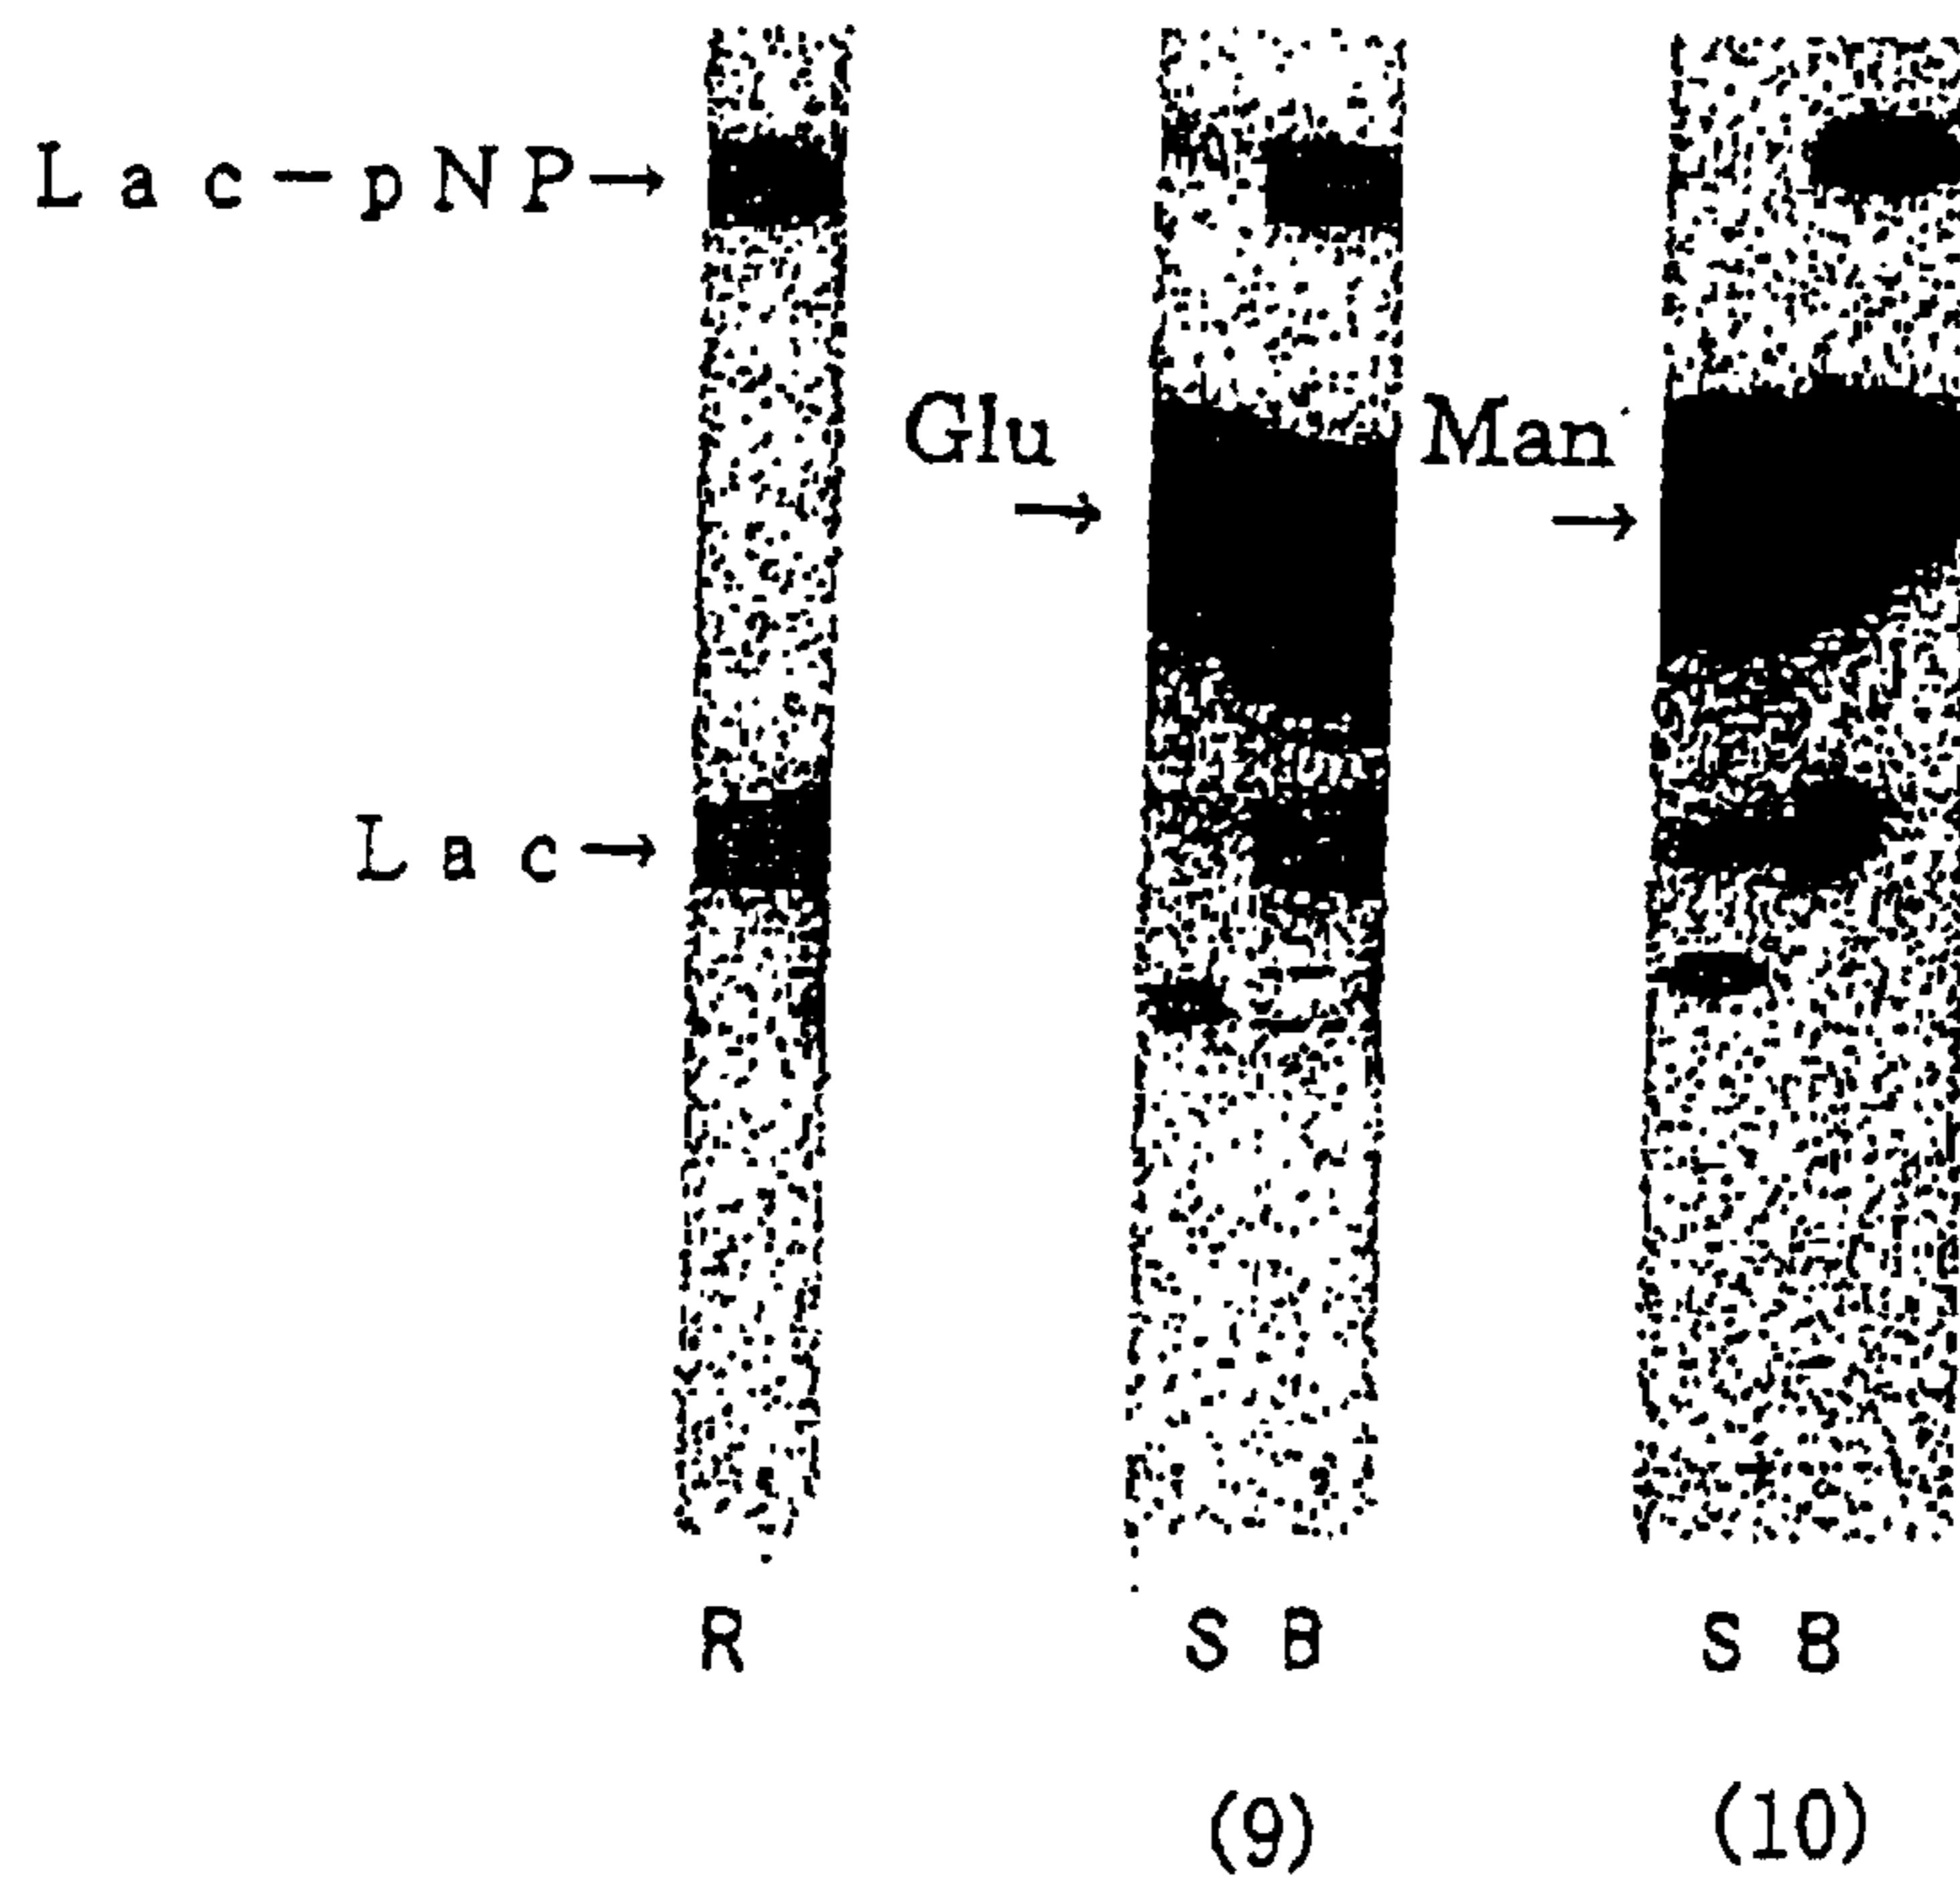 Lac-pNP→
Glu →
Man →
Lac→
R
S B
S B
(9)
(10)